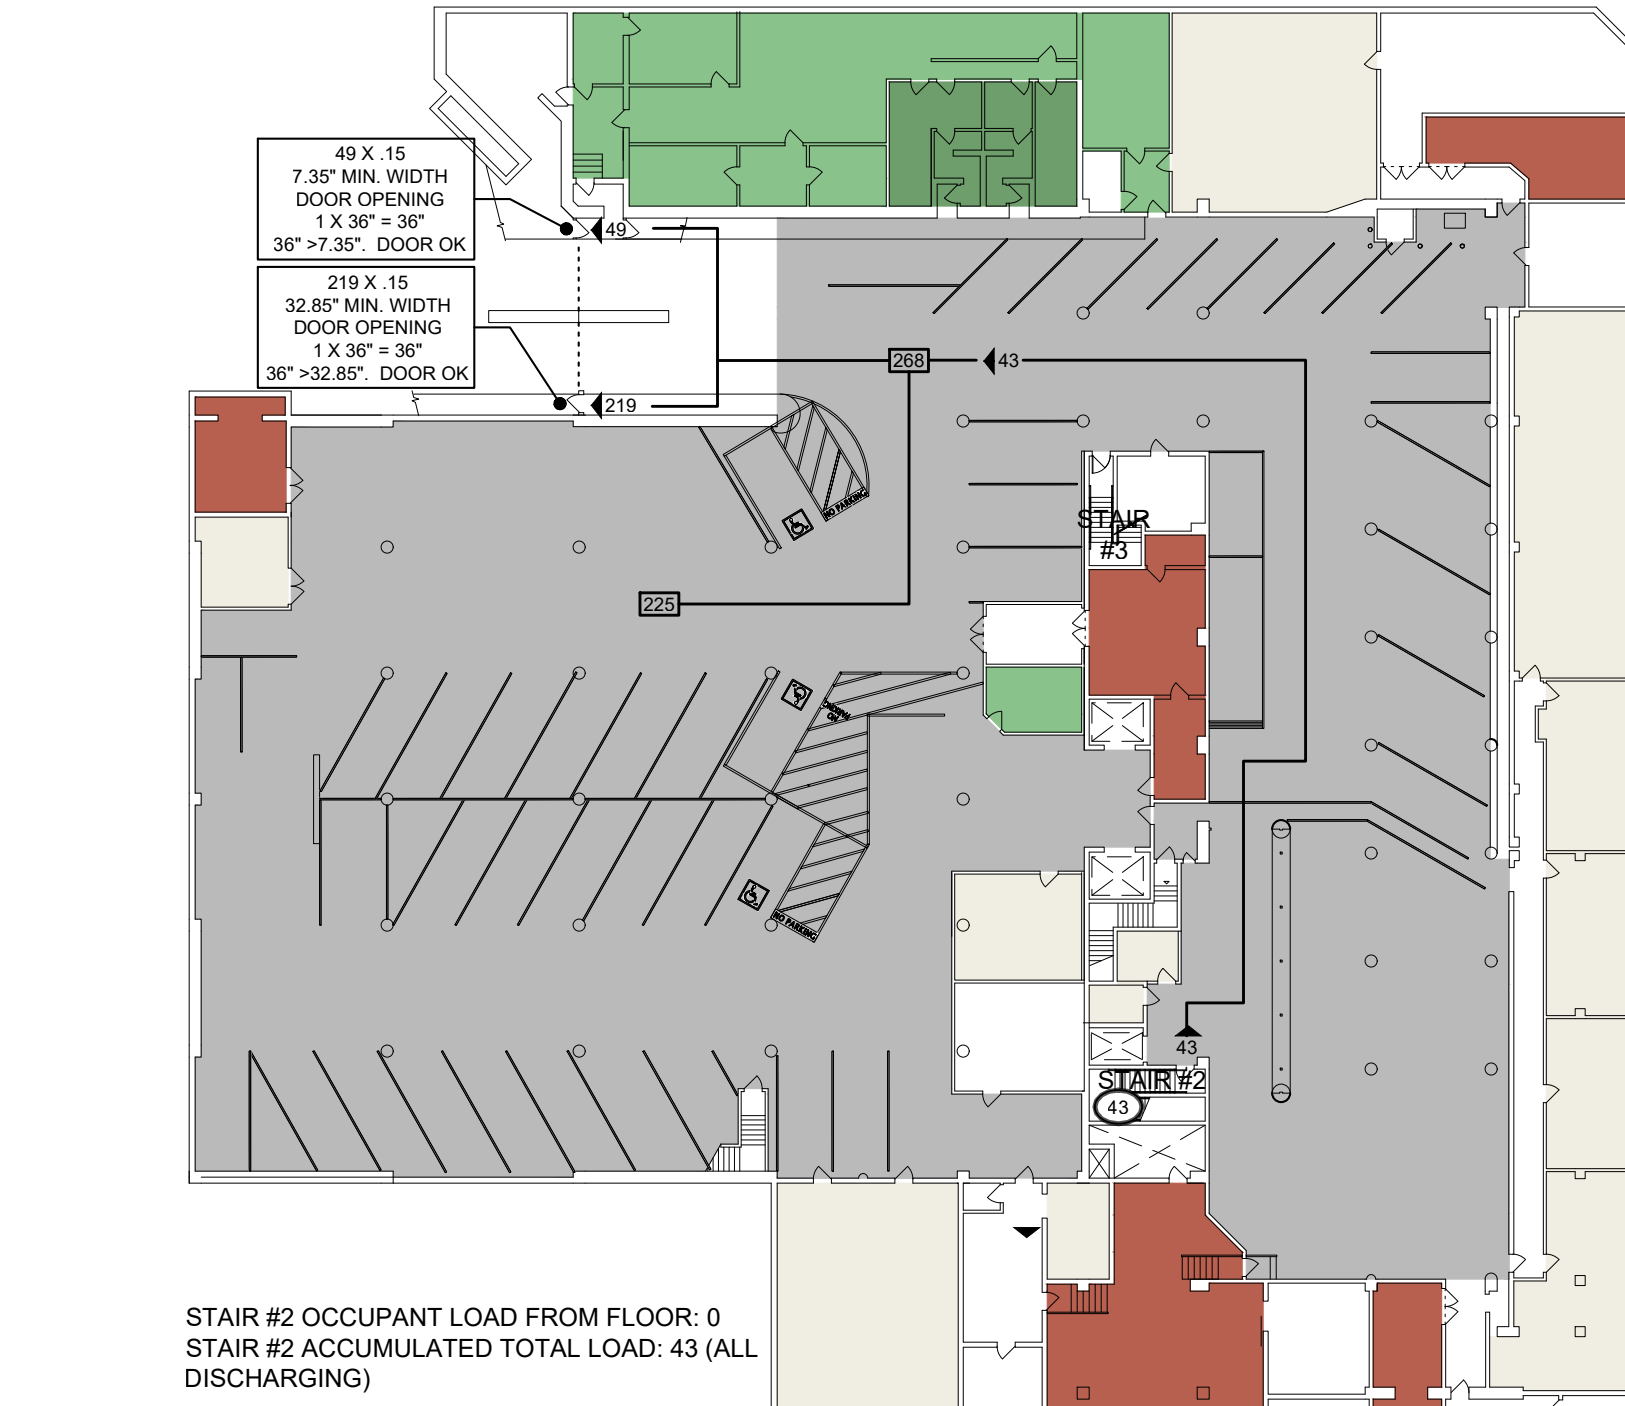 49 X .15
7.35" MIN. WIDTH
DOOR OPENING
1 X 36" = 36"
36" >7.35".  DOOR OK
49
219 X .15
32.85" MIN. WIDTH
DOOR OPENING
1 X 36" = 36"
36" >32.85".  DOOR OK
219
268
43
NO PARKING
STAIR
#3
225
NO
PARKING
NO PARKING
43
STAIR #2
43
STAIR #2 OCCUPANT LOAD FROM FLOOR: 0
STAIR #2 ACCUMULATED TOTAL LOAD: 43 (ALL
DISCHARGING)